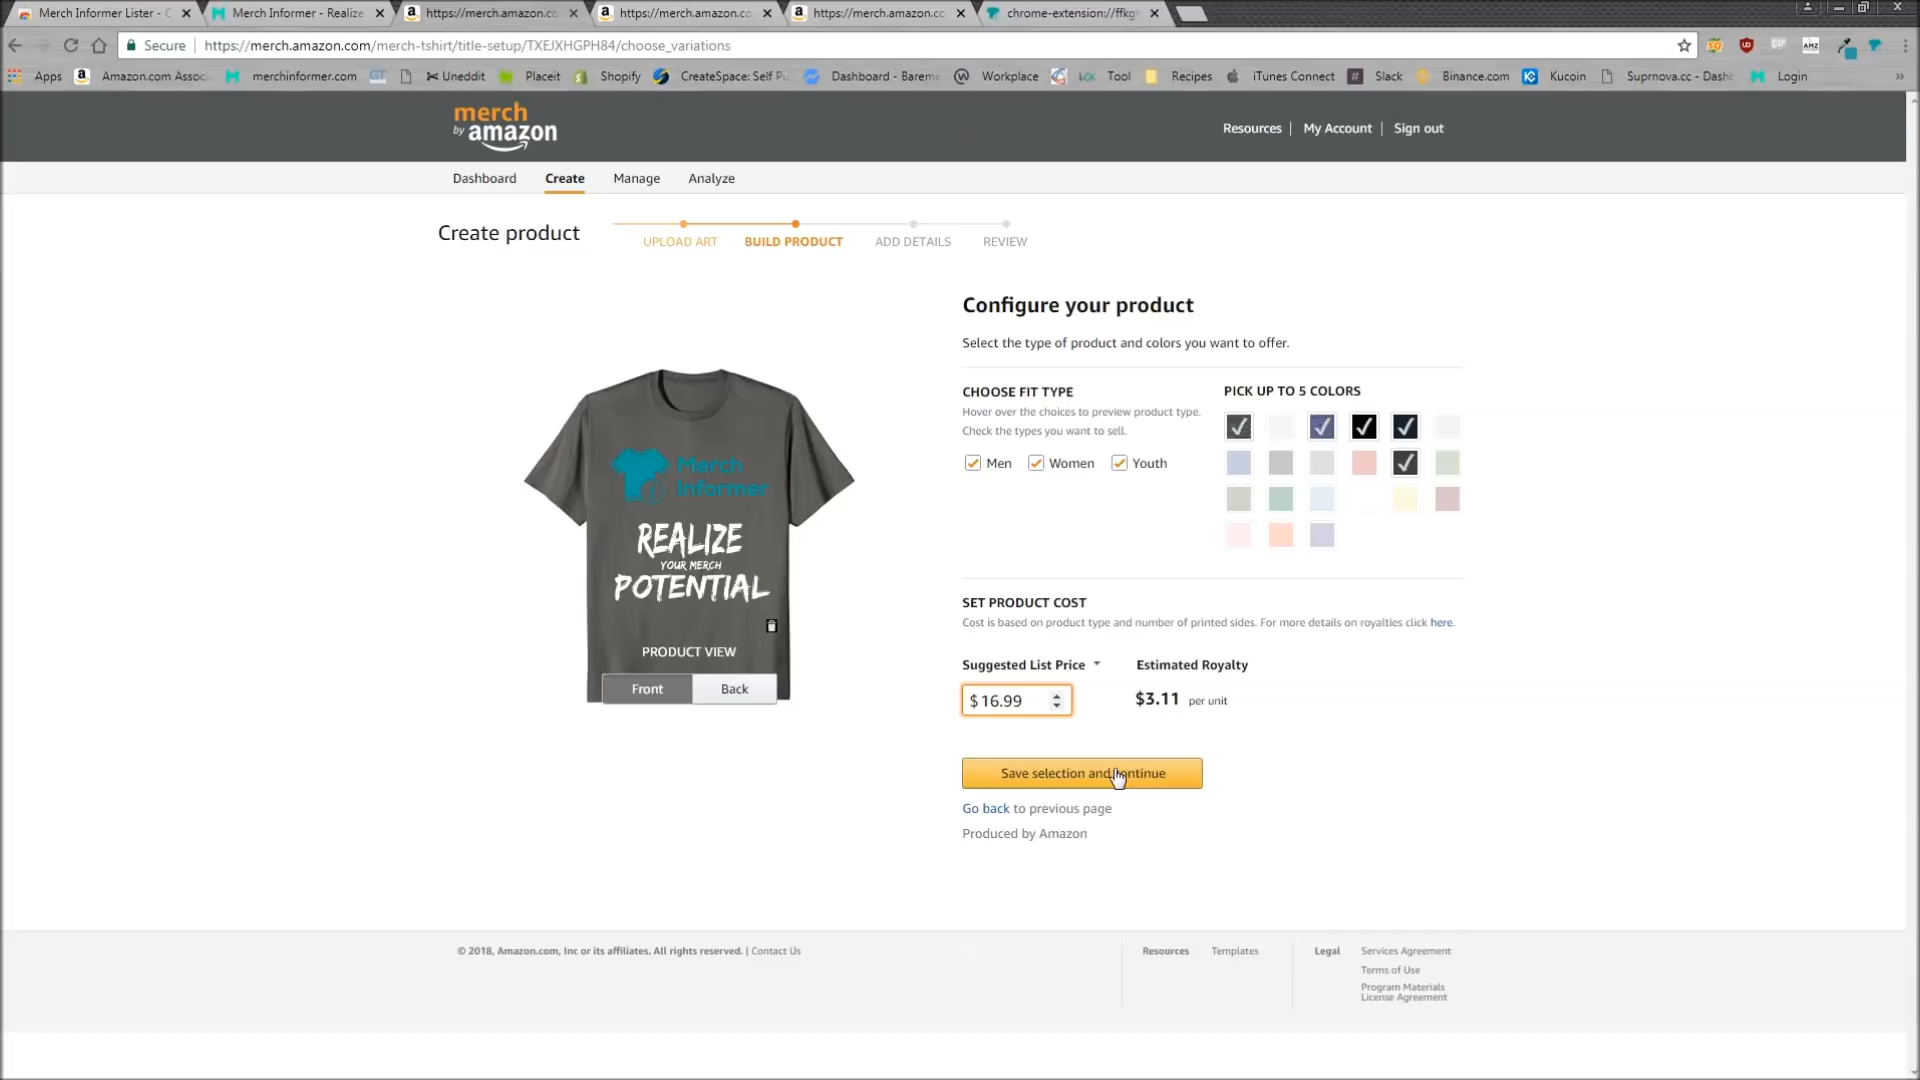 Merch Informer Lister - C
Merch Informer - Realize
https://merch.amazon.co
https://merch.amazon.co
https://merch.amazon.co
chrome-extension://ffkg
Secure
https://merch.amazon.com/merch-tshirt/title-setup/TXEJXHGPH84/choose_variations
Apps
Amazon.com Assoc
merchinformer.com
Uneddit
Placeit
Shopify
CreateSpace: Self Pu
Dashboard - Bareme
Workplace
Tool
Recipes
iTunes Connect
Slack
Binance.com
Kucoin
Suprnova.cc - Dashb
Login
merch
by amazon
Resources | My Account | Sign out
Dashboard Create Manage Analyze
Create product
UPLOAD ART BUILD PRODUCT ADD DETAILS REVIEW
Configure your product
Select the type of product and colors you want to offer.
CHOOSE FIT TYPE
Hover over the choices to preview product type.
Check the types you want to sell.
Men Women Youth
PICK UP TO 5 COLORS
Merch
Informer
REALIZE
YOUR MERCH
POTENTIAL
PRODUCT VIEW
Front Back
SET PRODUCT COST
Cost is based on product type and number of printed sides. For more details on royalties click here.
Suggested List Price Estimated Royalty
$ 16.99 $3.11 per unit
Save selection and continue
Go back to previous page
Produced by Amazon
© 2018, Amazon.com, Inc or its affiliates. All rights reserved. | Contact Us
Resources Templates
Legal Services Agreement
Terms of Use
Program Materials
License Agreement